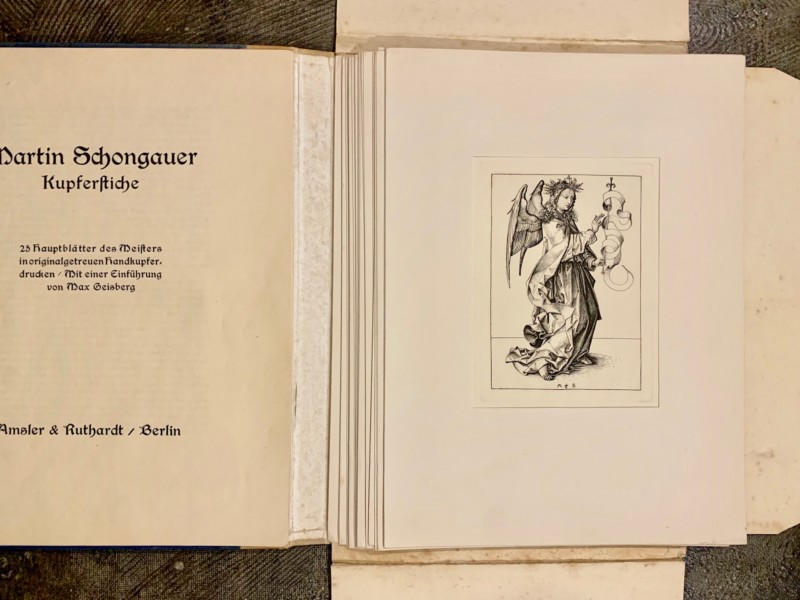 Martin Schongauer
Kupferstiche
25 Hauptblätter des Meisters
in originalgetreuen Handkupfer-
drucken / Mit einer Einführung
von Max Geisberg
Amsler & Ruthardt / Berlin
M S